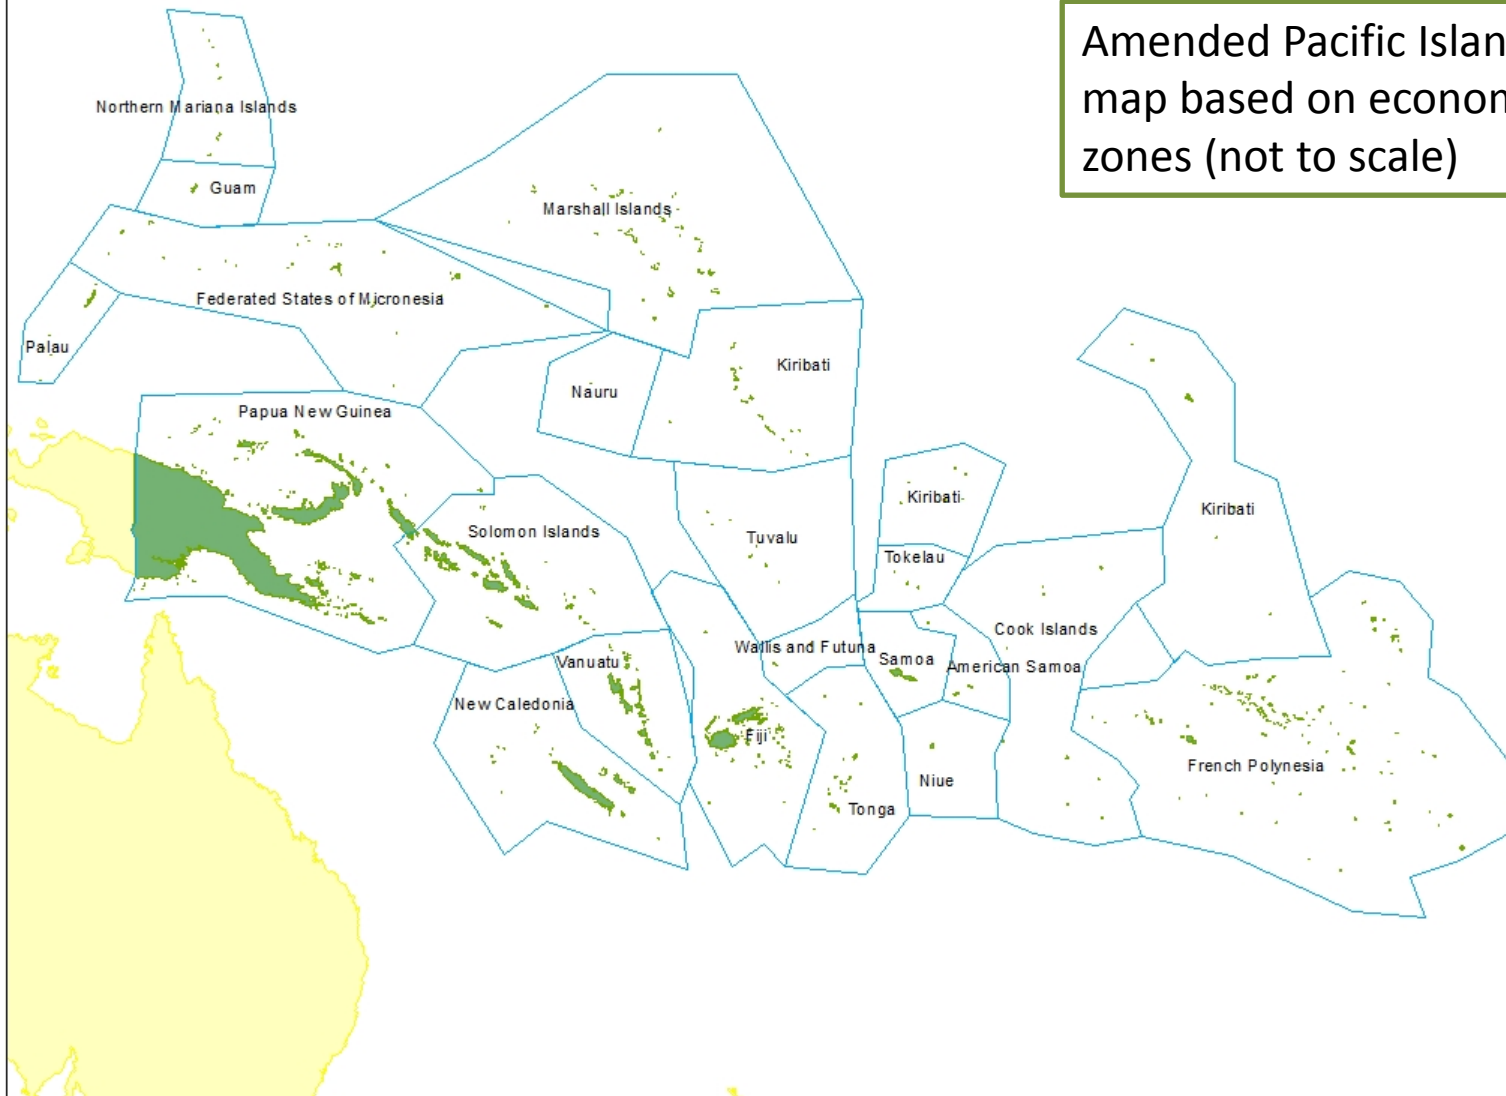 Amended Pacific Islan
map based on econom
zones (not to scale)
Northern Mariana Islands
Guam
Marshall Islands
Federated States of Micronesia
Palau
Kiribati
Nauru
Papua New Guinea
Kiribati
Kiribati
Solomon Islands
Tuvalu
Tokelau
Cook Islands
Wallis and Futuna
Samoa
American Samoa
Vanuatu
New Caledonia
Fiji
French Polynesia
Niue
Tonga